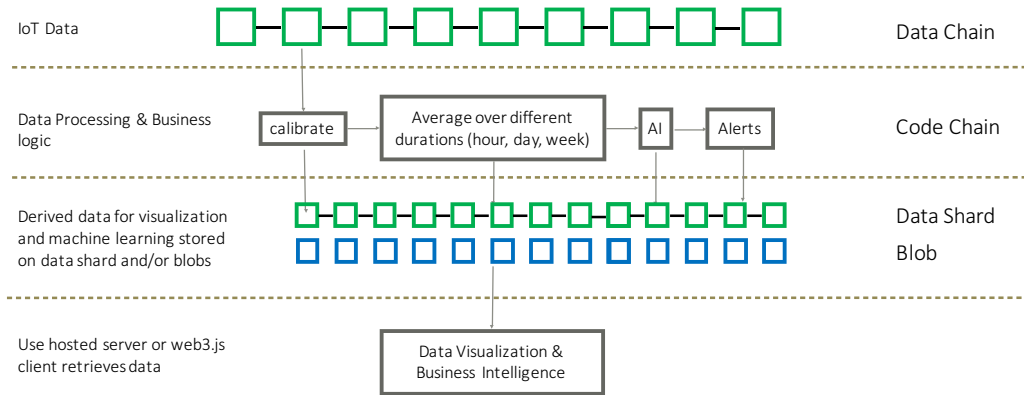 IoT Data
Data Chain
Data Processing & Business
logic
calibrate
Average over different
durations (hour, day, week)
AI
Alerts
Code Chain
Derived data for visualization
and machine learning stored
on data shard and/or blobs
Data Shard
Blob
Use hosted server or web3.js
client retrieves data
Data Visualization &
Business Intelligence